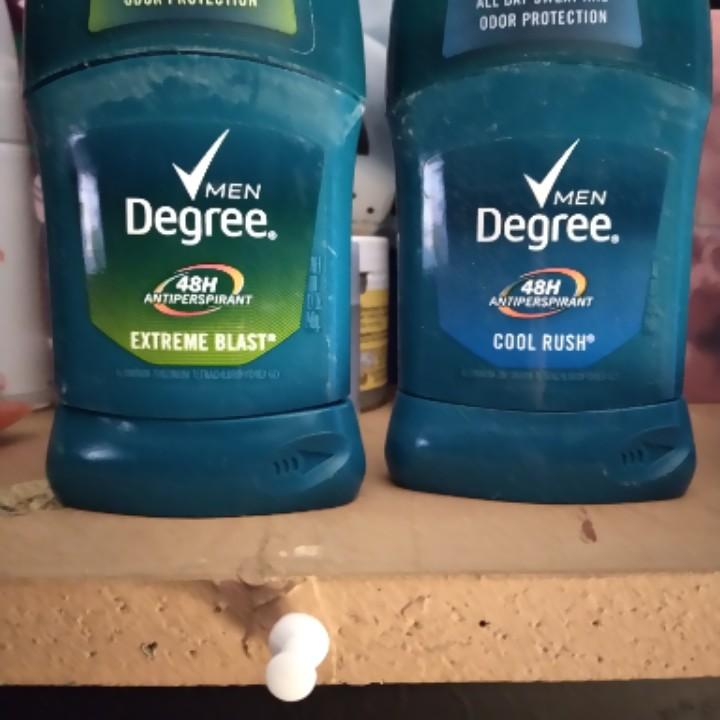 ODOR PROTECTION
MEN
Degree.
48H
ANTIPERSPIRANT
EXTREME BLAST®
ALL DAY SWEAT AND
ODOR PROTECTION
MEN
Degree.
48H
ANTIPERSPIRANT
COOL RUSH®